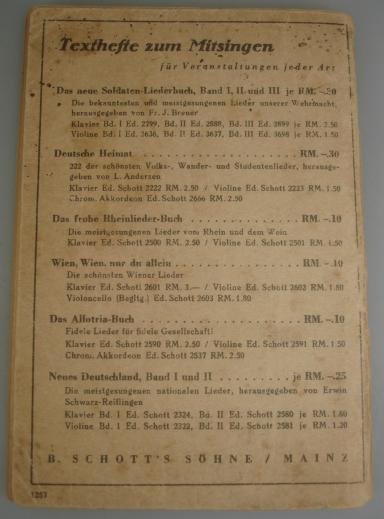 Texthefte zum Mitsingen
für Veranstaltungen jeder Art
Das neue Soldaten-Liederbuch, Band I, II und III je RM. –.30
Die bekanntesten und meistgesungenen Lieder unserer Wehrmacht,
herausgegeben von Fr. J. Breuer
Klavier Bd. I Ed. 2799, Bd. II Ed. 2888, Bd. III Ed. 2899 je RM. 2.50
Violine Bd. I Ed. 3636, Bd. II Ed. 3637, Bd. III Ed. 3698 je RM. 1.50
Deutsche Heimat . . . . . . . . . . . . . . . . . . RM. –.30
222 der schönsten Volks-, Wander- und Studentenlieder, herausge-
geben von L. Andersen
Klavier Ed. Schott 2222 RM. 2.50 / Violine Ed. Schott 2223 RM. 1.50
Chrom. Akkordeon Ed. Schott 2666 RM. 2.50
Das frohe Rheinlieder-Buch . . . . . . . . . . . . . RM. –.10
Die meistgesungenen Lieder vom Rhein und dem Wein
Klavier Ed. Schott 2500 RM. 2.50 / Violine Ed. Schott 2501 RM. 1.50
Wien, Wien, nur du allein . . . . . . . . . . . . . . RM. –.10
Die schönsten Wiener Lieder
Klavier Ed. Schott 2601 RM. 3.— / Violine Ed. Schott 2602 RM. 1.80
Violoncello (Begltg.) Ed. Schott 2603 RM. 1.80
Das Allotria-Buch . . . . . . . . . . . . . . . . . . RM. –.10
Fidele Lieder für fidele Gesellschaft!
Klavier Ed. Schott 2590 RM. 2.50 / Violine Ed. Schott 2591 RM. 1.50
Chrom. Akkordeon Ed. Schott 2537 RM. 2.50
Neues Deutschland, Band I und II . . . . . . . . . je RM. –.25
Die meistgesungenen nationalen Lieder, herausgegeben von Erwin
Schwarz-Reiflingen
Klavier Bd. I Ed. Schott 2324, Bd. II Ed. Schott 2580 je RM. 1.80
Violine Bd. I Ed. Schott 2322, Bd. II Ed. Schott 2581 je RM. 1.20
B. SCHOTT'S SÖHNE / MAINZ
1253